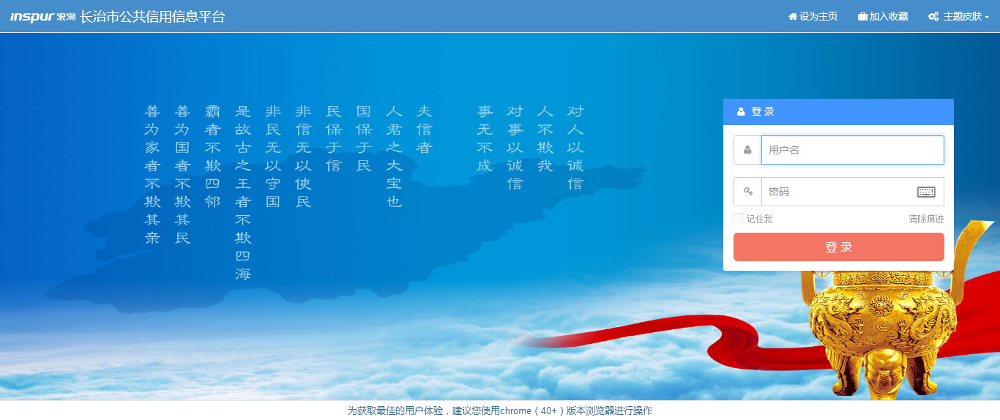 inspur 浪潮 长治市公共信用信息平台
设为主页
加入收藏
主题皮肤
对人以诚信
人不欺我
对事以诚信
事无不成
夫信者
人君之大宝也
国保于民
民保于信
非信无以使民
非民无以守国
是故古之王者不欺四海
霸者不欺四邻
善为国者不欺其民
善为家者不欺其亲
登录
用户名
密码
记住我
清除痕迹
登录
为获取最佳的用户体验，建议您使用chrome（40+）版本浏览器进行操作